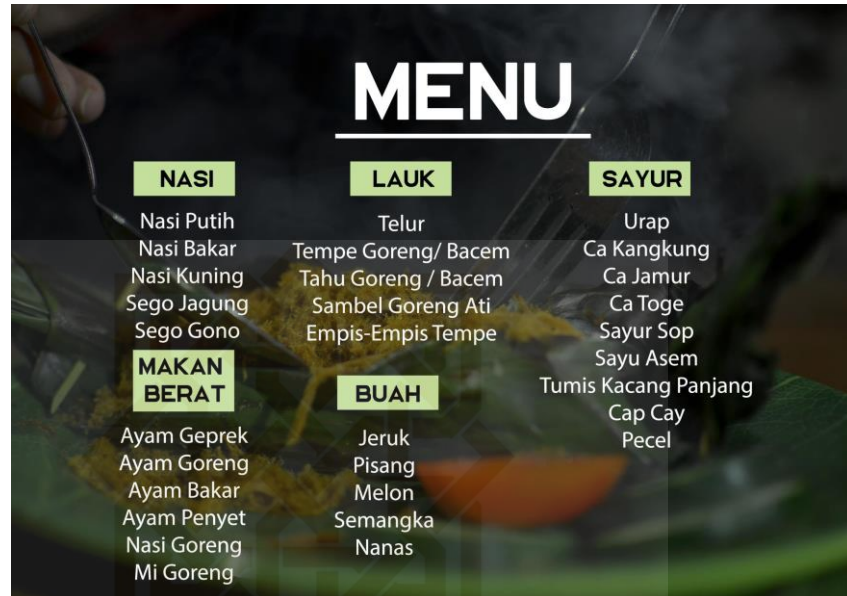 MENU
NASI
Nasi Putih
Nasi Bakar
Nasi Kuning
Sego Jagung
Sego Gono
LAUK
Telur
Tempe Goreng/ Bacem
Tahu Goreng / Bacem
Sambel Goreng Ati
Empis-Empis Tempe
SAYUR
Urap
Ca Kangkung
Ca Jamur
Ca Toge
Sayur Sop
Sayu Asem
Tumis Kacang Panjang
Cap Cay
Pecel
MAKAN
BERAT
Ayam Geprek
Ayam Goreng
Ayam Bakar
Ayam Penyet
Nasi Goreng
Mi Goreng
BUAH
Jeruk
Pisang
Melon
Semangka
Nanas